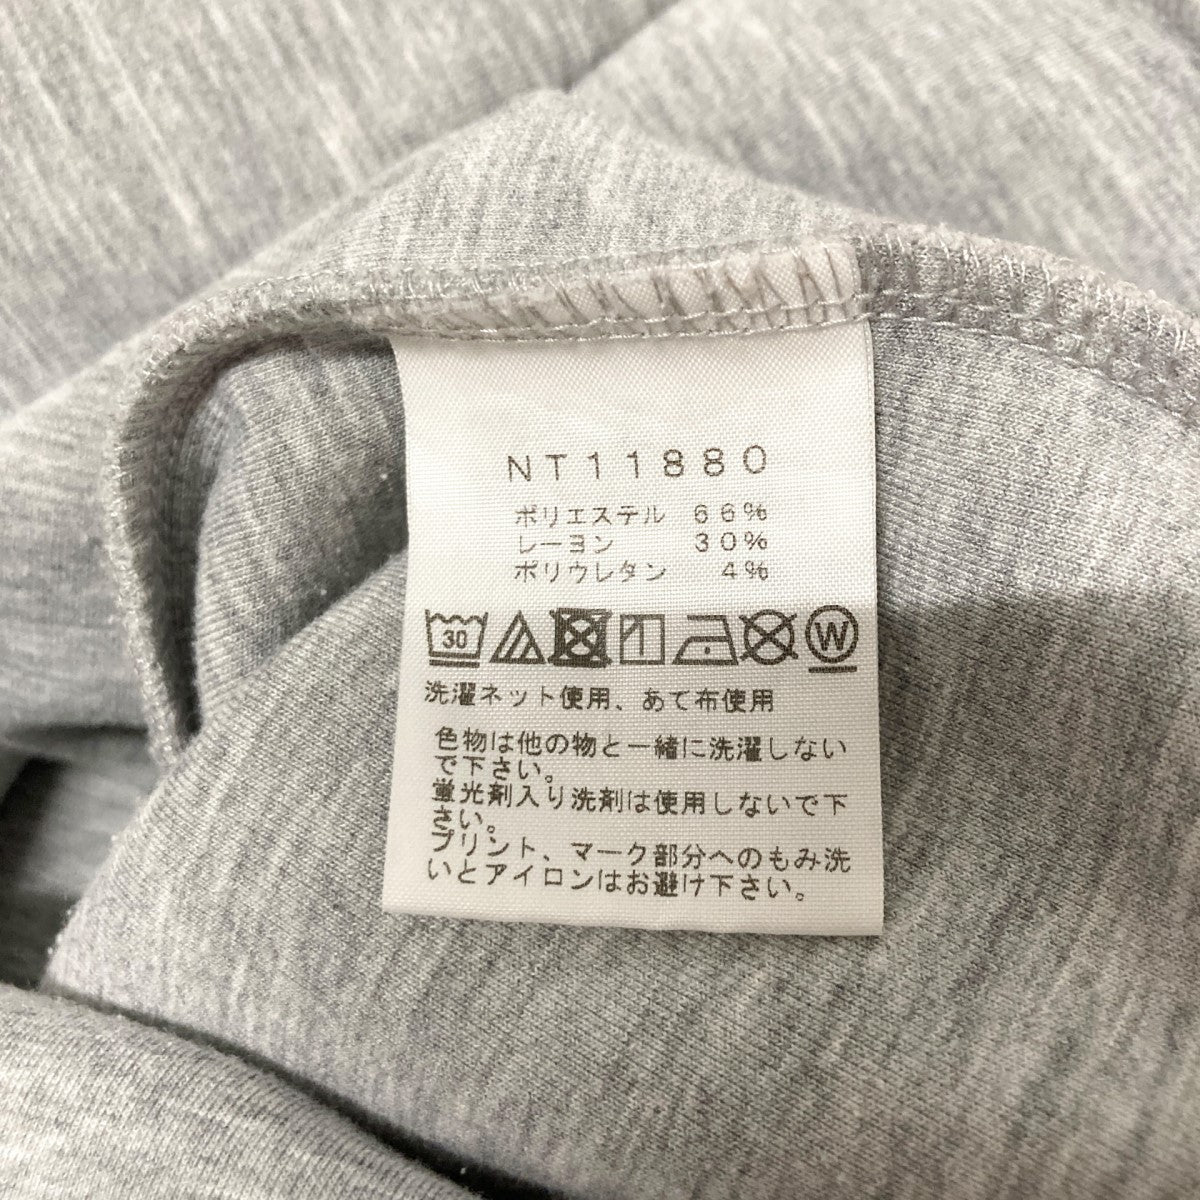 NT11880
ポリエステル 66%
レーヨン 30%
ポリウレタン 4%
30
W
洗濯ネット使用、あて布使用
色物は他の物と一緒に洗濯しない
で下さい。
蛍光剤入り洗剤は使用しないで下
さい。
プリント、マーク部分へのもみ洗
いとアイロンはお避け下さい。